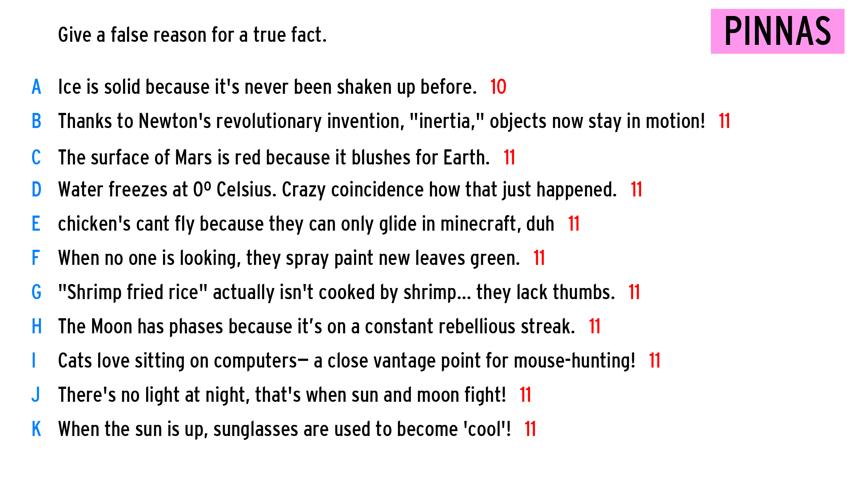 Give a false reason for a true fact.
PINNAS
A Ice is solid because it's never been shaken up before. 10
B Thanks to Newton's revolutionary invention, "inertia," objects now stay in motion! 11
C The surface of Mars is red because it blushes for Earth. 11
D Water freezes at 0º Celsius. Crazy coincidence how that just happened. 11
E chicken's cant fly because they can only glide in minecraft, duh 11
F When no one is looking, they spray paint new leaves green. 11
G "Shrimp fried rice" actually isn't cooked by shrimp... they lack thumbs. 11
H The Moon has phases because it’s on a constant rebellious streak. 11
I Cats love sitting on computers— a close vantage point for mouse-hunting! 11
J There's no light at night, that's when sun and moon fight! 11
K When the sun is up, sunglasses are used to become 'cool'! 11